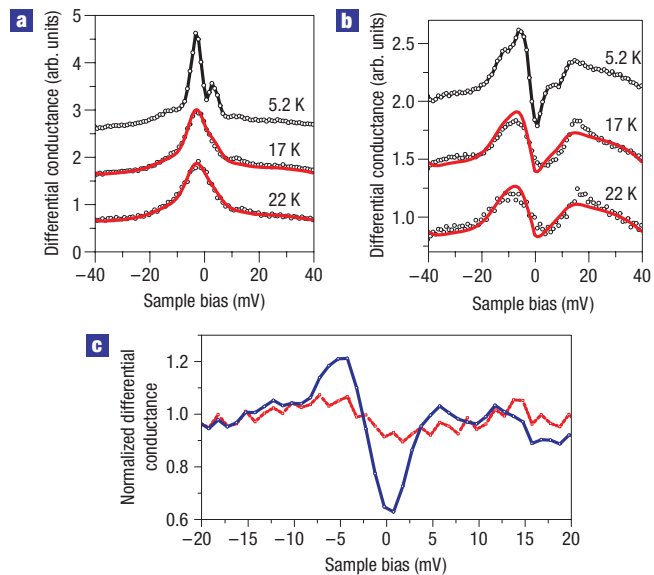 a
Differential conductance (arb. units)
5
4
3
2
1
0
5.2 K
17 K
22 K
−40 −20 0 20 40
Sample bias (mV)
b
Differential conductance (arb. units)
2.5
2.0
1.5
1.0
5.2 K
17 K
22 K
−40 −20 0 20 40
Sample bias (mV)
c
Normalized differential
conductance
1.2
1.0
0.8
0.6
−20 −15 −10 −5 0 5 10 15 20
Sample bias (mV)